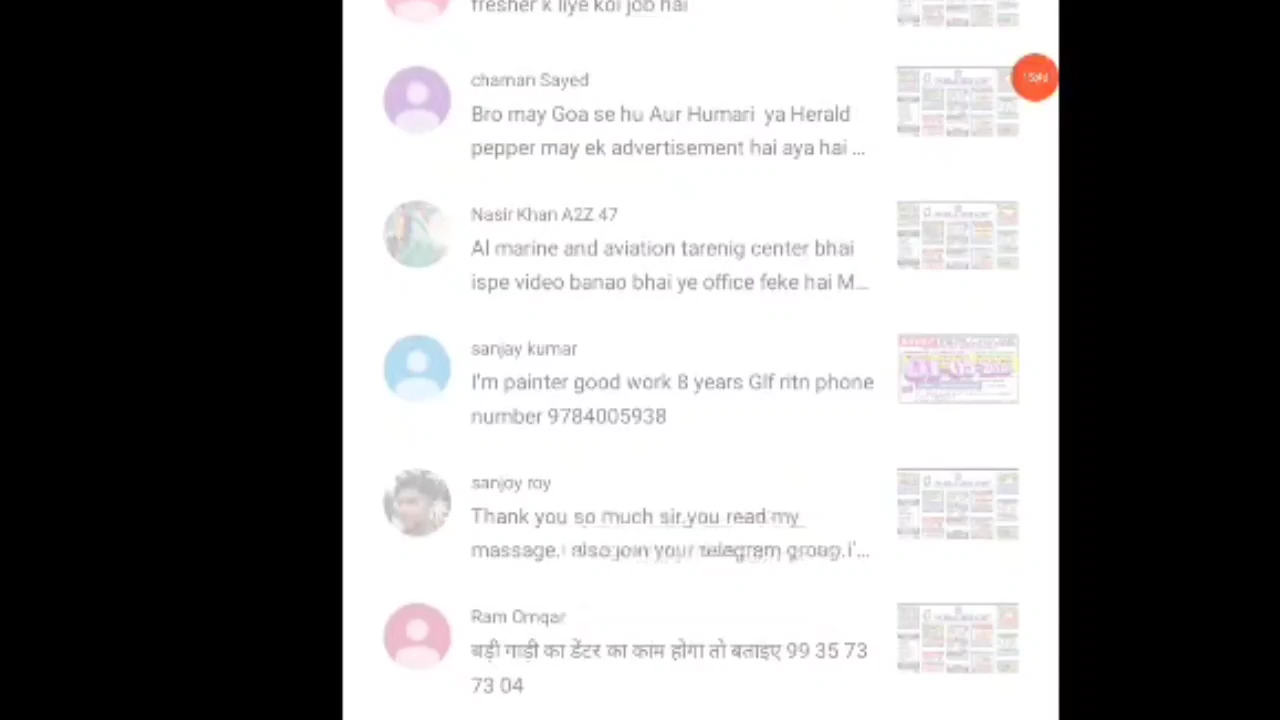 fresher k liye koi job hai
chaman Sayed
Bro may Goa se hu Aur Humari ya Herald
pepper may ek advertisement hai aya hai ...
Nasir Khan A2Z 47
Al marine and aviation tarenig center bhai
ispe video banao bhai ye office feke hai M...
sanjay kumar
I'm painter good work 8 years Glf ritn phone
number 9784005938
sanjoy roy
Thank you so much sir,you read my
massage.i also join your telegram group.i'...
Ram Omqar
बड़ी गाड़ी का डेंटर का काम होगा तो बताइए 99 35 73
73 04